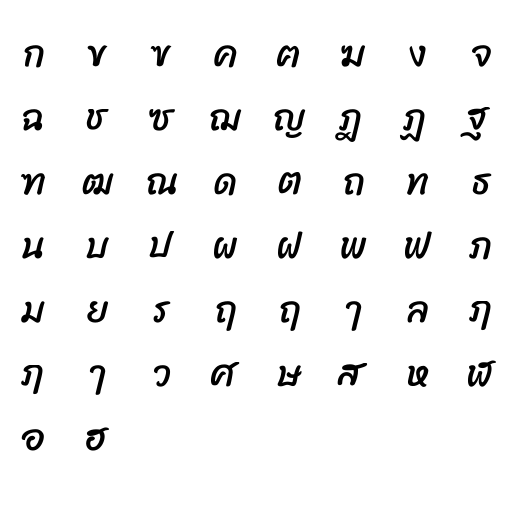 ก ข ฃ ค ฅ ฆ ง จ
ฉ ช ซ ฌ ญ ฎ ฏ ฐ
ฑ ฒ ณ ด ต ถ ท ธ
น บ ป ผ ฝ พ ฟ ภ
ม ย ร ฤ ฤ ๅ ล ฦ
ฦ ๅ ว ศ ษ ส ห ฬ
อ ฮ